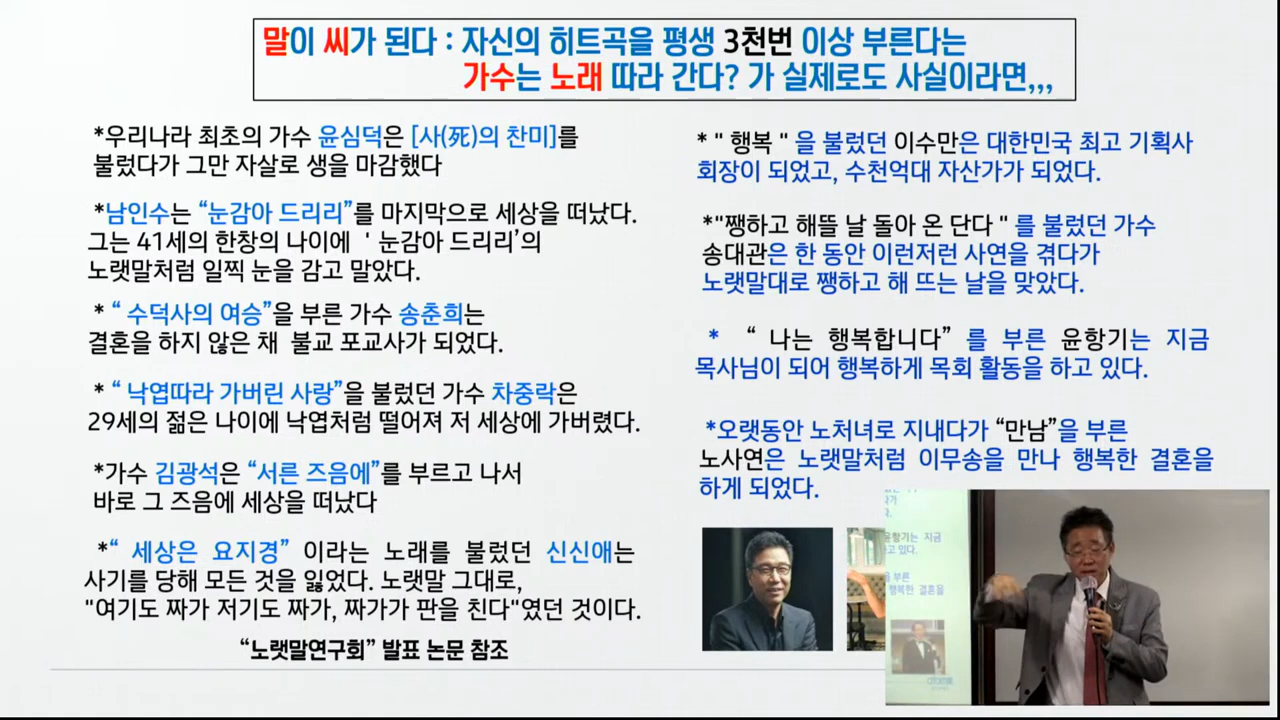 말이 씨가 된다 : 자신의 히트곡을 평생 3천번 이상 부른다는
가수는 노래 따라 간다? 가 실제로도 사실이라면,,,
*우리나라 최초의 가수 윤심덕은 [사(死)의 찬미]를
불렀다가 그만 자살로 생을 마감했다
*남인수는 “눈감아 드리리”를 마지막으로 세상을 떠났다.
그는 41세의 한창의 나이에 ' 눈감아 드리리’의
노랫말처럼 일찍 눈을 감고 말았다.
* “ 수덕사의 여승”을 부른 가수 송춘희는
결혼을 하지 않은 채 불교 포교사가 되었다.
* “ 낙엽따라 가버린 사랑”을 불렀던 가수 차중락은
29세의 젊은 나이에 낙엽처럼 떨어져 저 세상에 가버렸다.
*가수 김광석은 “서른 즈음에”를 부르고 나서
바로 그 즈음에 세상을 떠났다
*“ 세상은 요지경” 이라는 노래를 불렀던 신신애는
사기를 당해 모든 것을 잃었다. 노랫말 그대로,
"여기도 짜가 저기도 짜가, 짜가가 판을 친다"였던 것이다.
“노랫말연구회” 발표 논문 참조
* " 행복 " 을 불렀던 이수만은 대한민국 최고 기획사
회장이 되었고, 수천억대 자산가가 되었다.
*"쨍하고 해뜰 날 돌아 온 단다 " 를 불렀던 가수
송대관은 한 동안 이런저런 사연을 겪다가
노랫말대로 쨍하고 해 뜨는 날을 맞았다.
* “ 나는 행복합니다” 를 부른 윤항기는 지금
목사님이 되어 행복하게 목회 활동을 하고 있다.
*오랫동안 노처녀로 지내다가 “만남”을 부른
노사연은 노랫말처럼 이무송을 만나 행복한 결혼을
하게 되었다.
윤항기는 지금
고 있다.
을 부른
행복한 결혼을